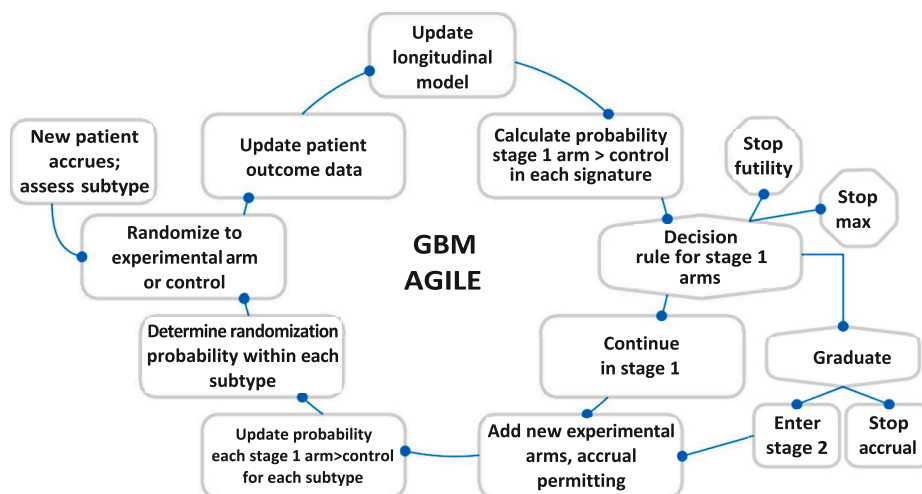 Update
longitudinal
model
New patient
accrues;
assess subtype
Update patient
outcome data
Calculate probability
stage 1 arm > control
in each signature
Stop
futility
Stop
max
Randomize to
experimental arm
or control
GBM
AGILE
Decision
rule for stage 1
arms
Determine randomization
probability within each
subtype
Continue
in stage 1
Graduate
Update probability
each stage 1 arm>control
for each subtype
Add new experimental
arms, accrual
permitting
Enter
stage 2
Stop
accrual